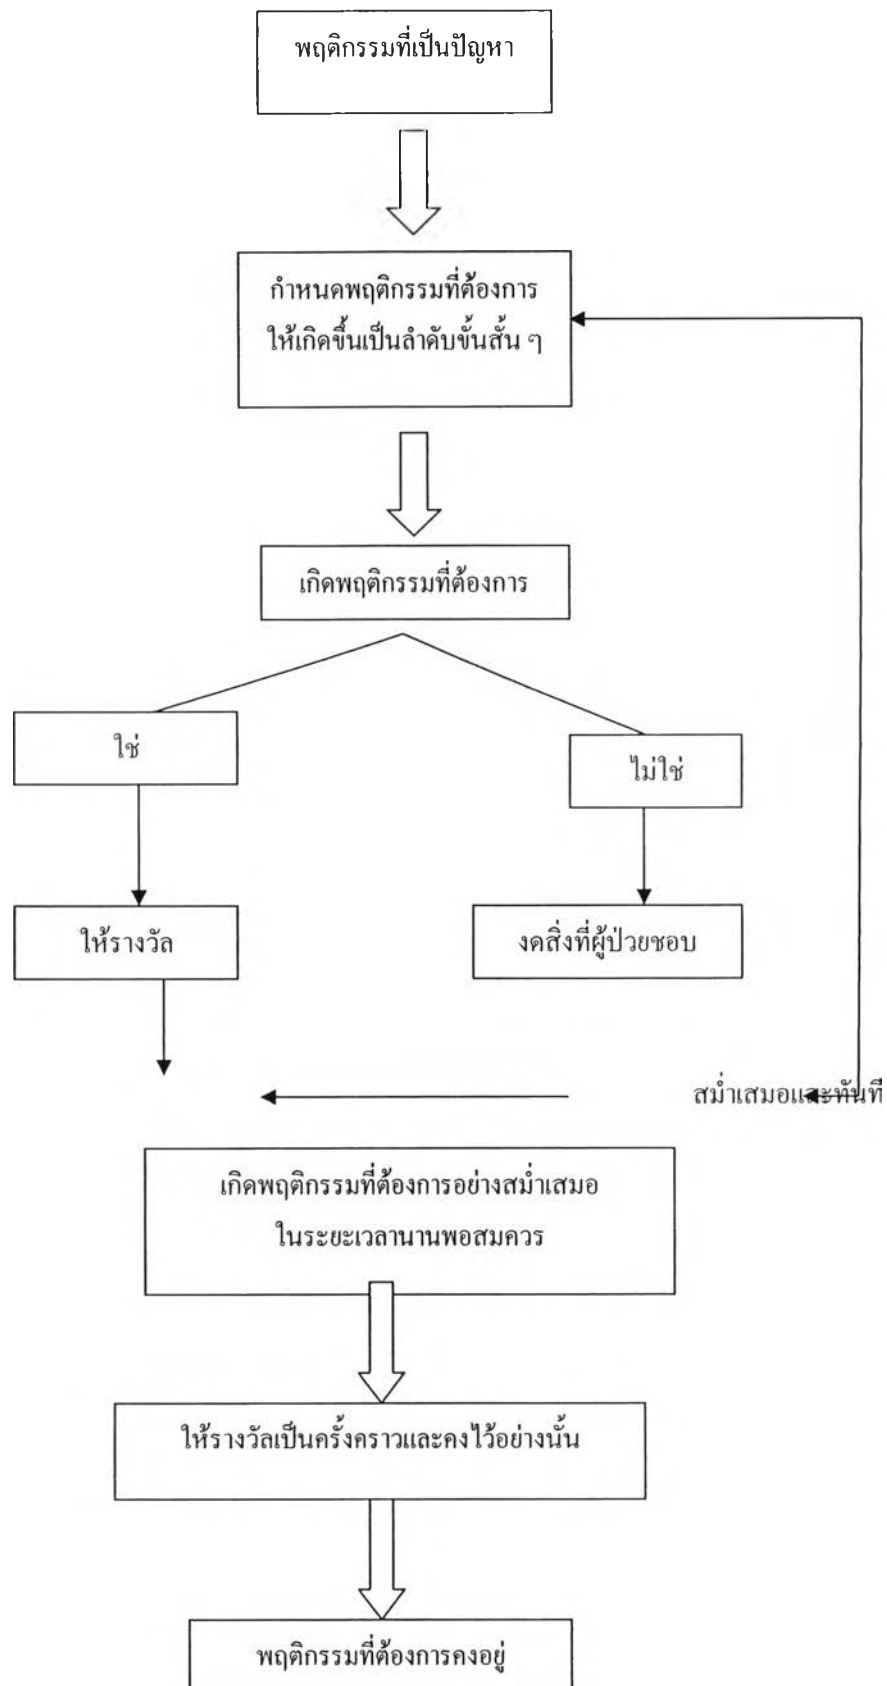 พฤติกรรมที่เป็นปัญหา
กำหนดพฤติกรรมที่ต้องการ
ให้เกิดขึ้นเป็นลำดับขั้นสั้น ๆ
เกิดพฤติกรรมที่ต้องการ
ใช่
ไม่ใช่
ให้รางวัล
งดสิ่งที่ผู้ป่วยชอบ
สม่ำเสมอและทันที
เกิดพฤติกรรมที่ต้องการอย่างสม่ำเสมอ
ในระยะเวลานานพอสมควร
ให้รางวัลเป็นครั้งคราวและคงไว้อย่างนั้น
พฤติกรรมที่ต้องการคงอยู่